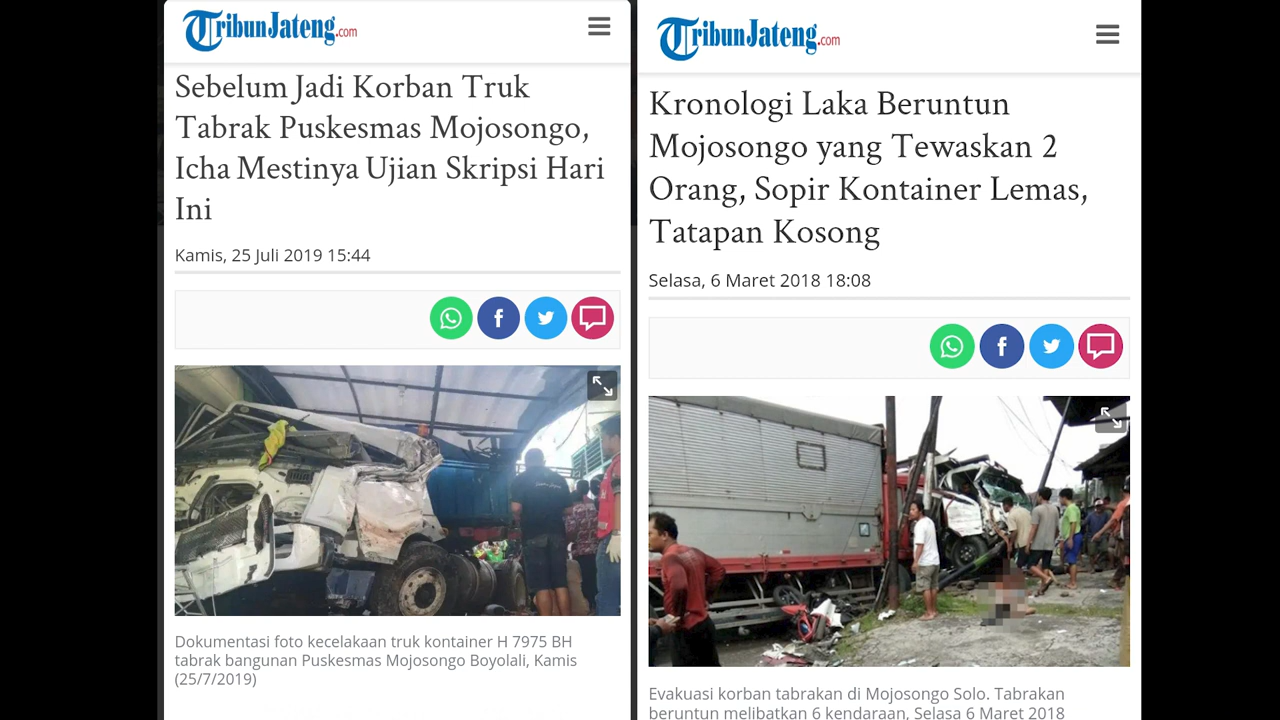 TribunJateng.com
Sebelum Jadi Korban Truk
Tabrak Puskesmas Mojosongo,
Icha Mestinya Ujian Skripsi Hari
Ini
Kamis, 25 Juli 2019 15:44
Dokumentasi foto kecelakaan truk kontainer H 7975 BH
tabrak bangunan Puskesmas Mojosongo Boyolali, Kamis
(25/7/2019)
TribunJateng.com
Kronologi Laka Beruntun
Mojosongo yang Tewaskan 2
Orang, Sopir Kontainer Lemas,
Tatapan Kosong
Selasa, 6 Maret 2018 18:08
Evakuasi korban tabrakan di Mojosongo Solo. Tabrakan
beruntun melibatkan 6 kendaraan, Selasa 6 Maret 2018